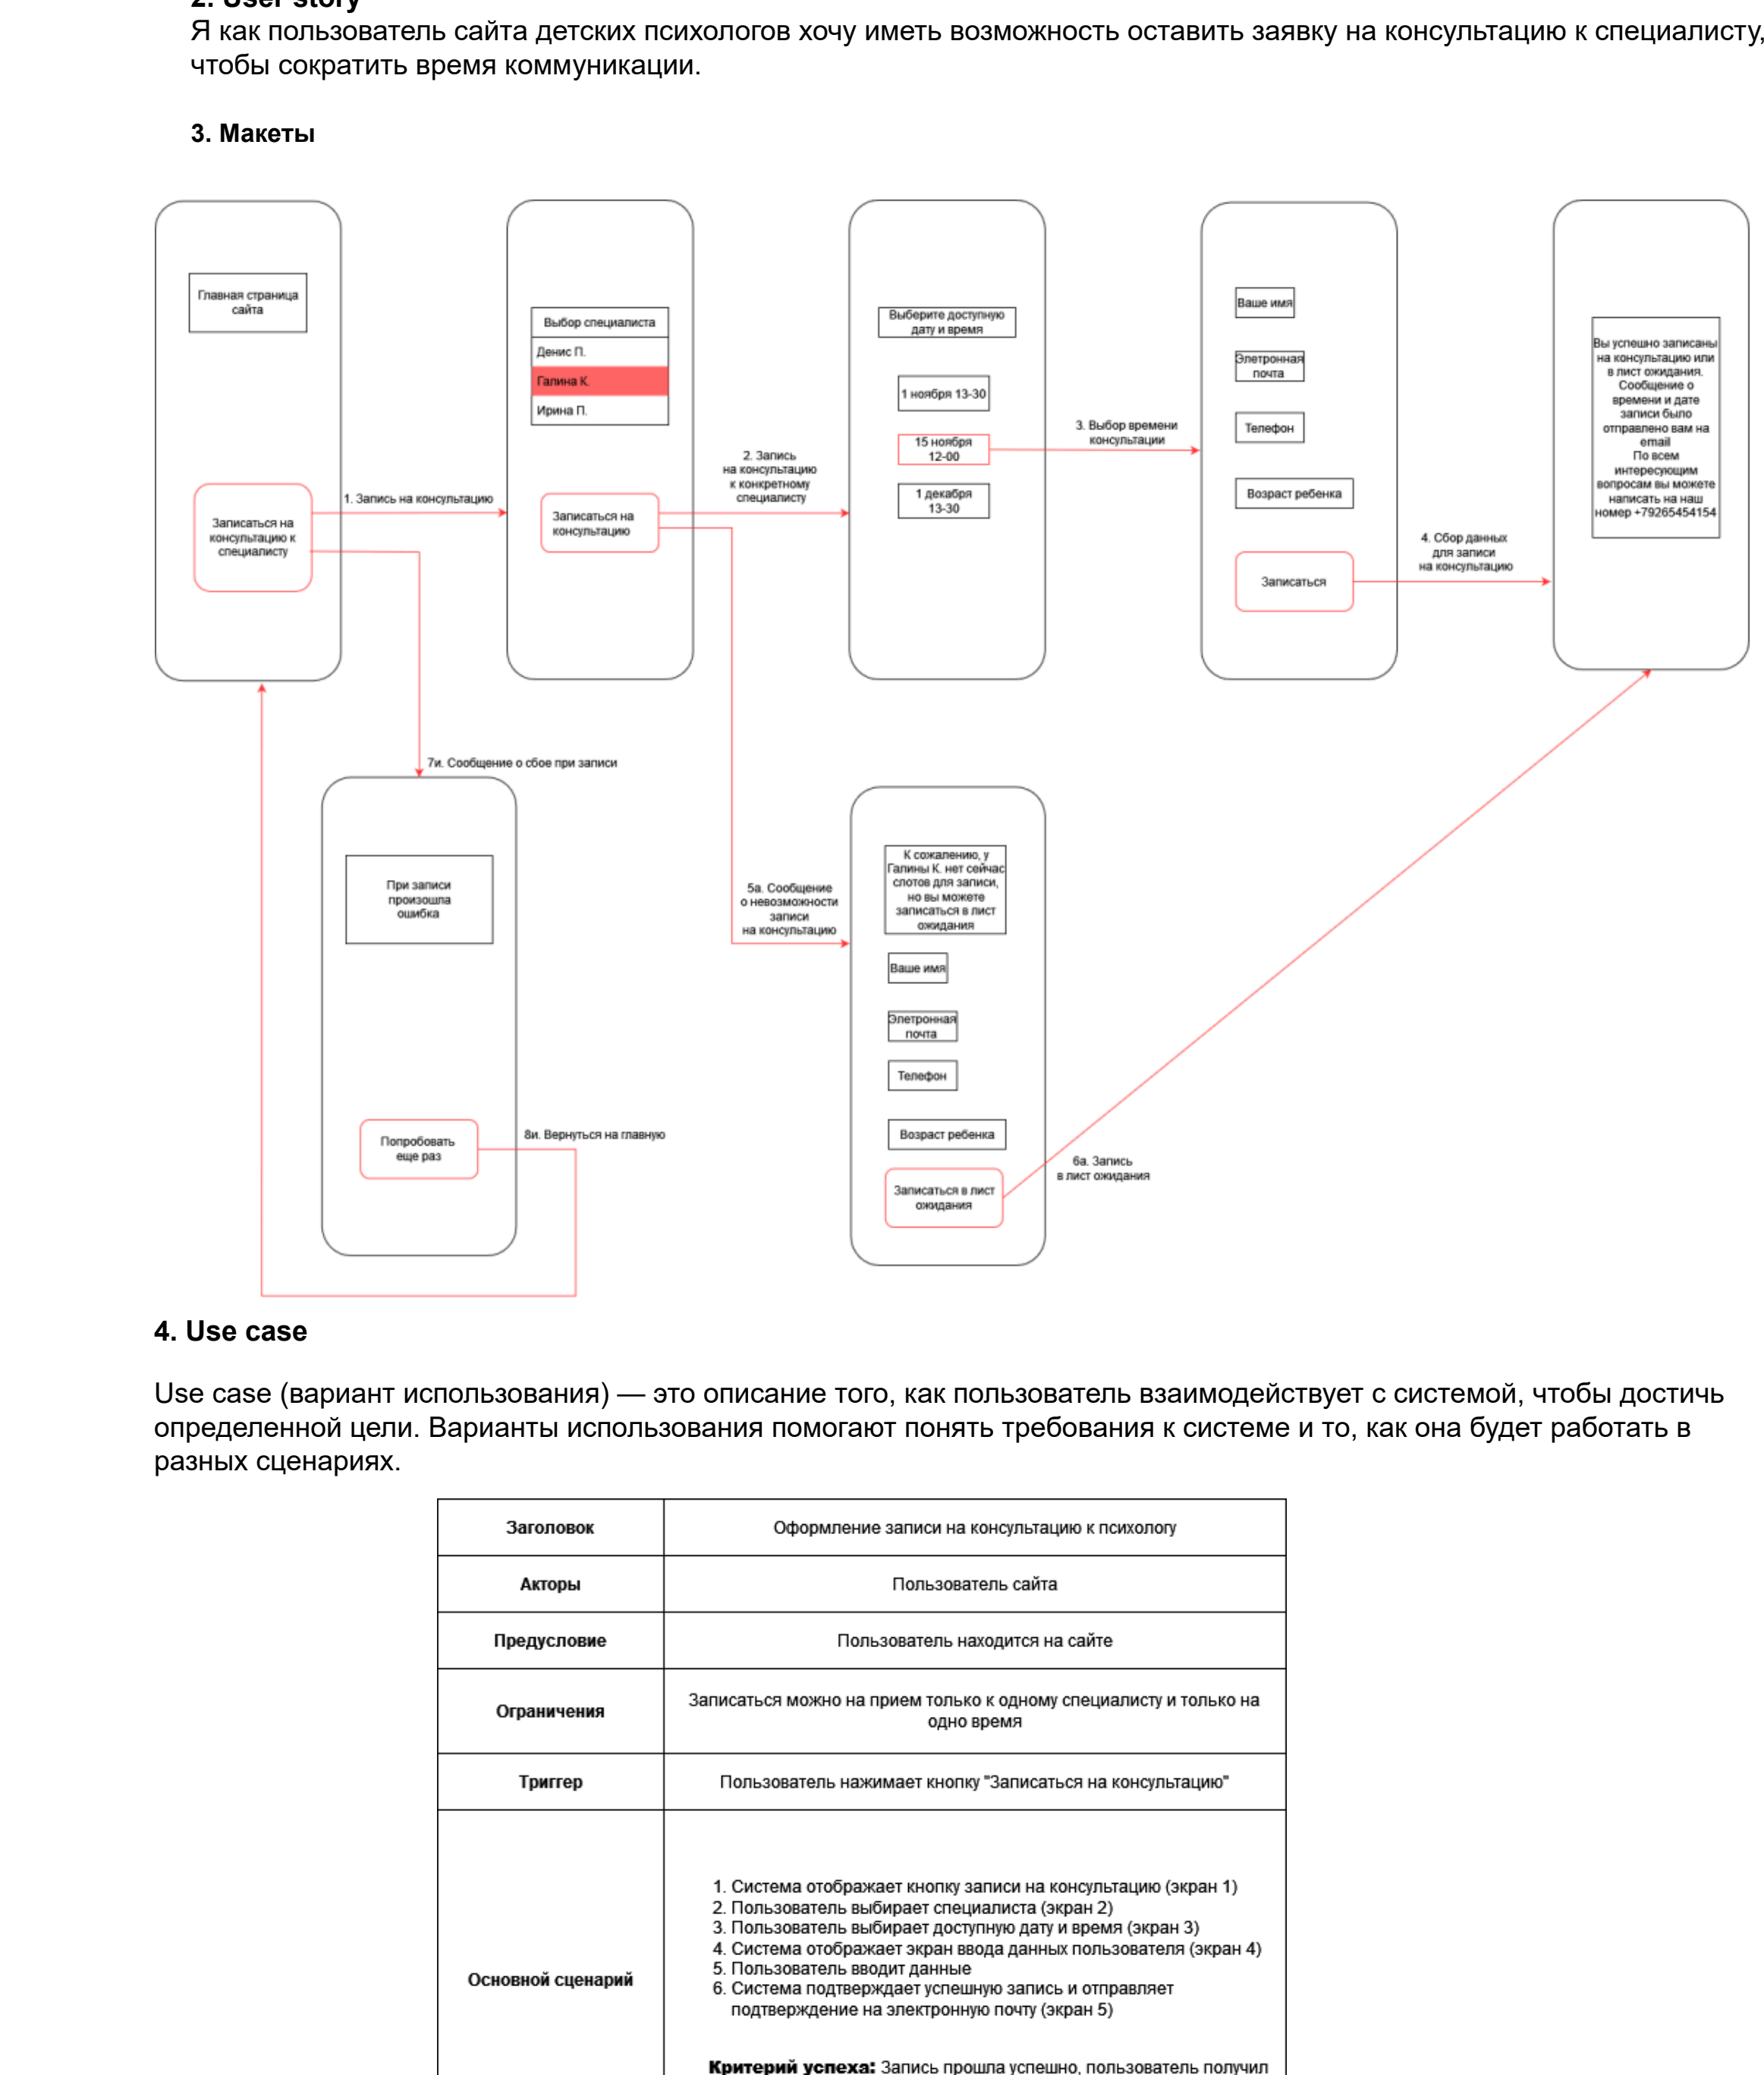 2. User story
Я как пользователь сайта детских психологов хочу иметь возможность оставить заявку на консультацию к специалисту,
чтобы сократить время коммуникации.
3. Макеты
Главная страница
сайта
Записаться на
консультацию к
специалисту
1. Запись на консультацию
Выбор специалиста
Денис П.
Галина К.
Ирина П.
Записаться на
консультацию
2. Запись
на консультацию
к конкретному
специалисту
Выберите доступную
дату и время
1 ноября 13-30
15 ноября
12-00
1 декабря
13-30
3. Выбор времени
консультации
Ваше имя
Элетронная
почта
Телефон
Возраст ребенка
Записаться
4. Сбор данных
для записи
на консультацию
Вы успешно записаны
на консультацию или
в лист ожидания.
Сообщение о
времени и дате
записи было
отправлено вам на
email
По всем
интересующим
вопросам вы можете
написать на наш
номер +79265454154
7и. Сообщение о сбое при записи
При записи
произошла
ошибка
Попробовать
еще раз
8и. Вернуться на главную
5а. Сообщение
о невозможности
записи
на консультацию
К сожалению, у
Галины К. нет сейчас
слотов для записи,
но вы можете
записаться в лист
ожидания
Ваше имя
Элетронная
почта
Телефон
Возраст ребенка
Записаться в лист
ожидания
6а. Запись
в лист ожидания
4. Use case
Use case (вариант использования) — это описание того, как пользователь взаимодействует с системой, чтобы достичь
определенной цели. Варианты использования помогают понять требования к системе и то, как она будет работать в
разных сценариях.
Заголовок
Оформление записи на консультацию к психологу
Акторы
Пользователь сайта
Предусловие
Пользователь находится на сайте
Ограничения
Записаться можно на прием только к одному специалисту и только на
одно время
Триггер
Пользователь нажимает кнопку "Записаться на консультацию"
Основной сценарий
1. Система отображает кнопку записи на консультацию (экран 1)
2. Пользователь выбирает специалиста (экран 2)
3. Пользователь выбирает доступную дату и время (экран 3)
4. Система отображает экран ввода данных пользователя (экран 4)
5. Пользователь вводит данные
6. Система подтверждает успешную запись и отправляет
подтверждение на электронную почту (экран 5)
Критерий успеха: Запись прошла успешно, пользователь получил